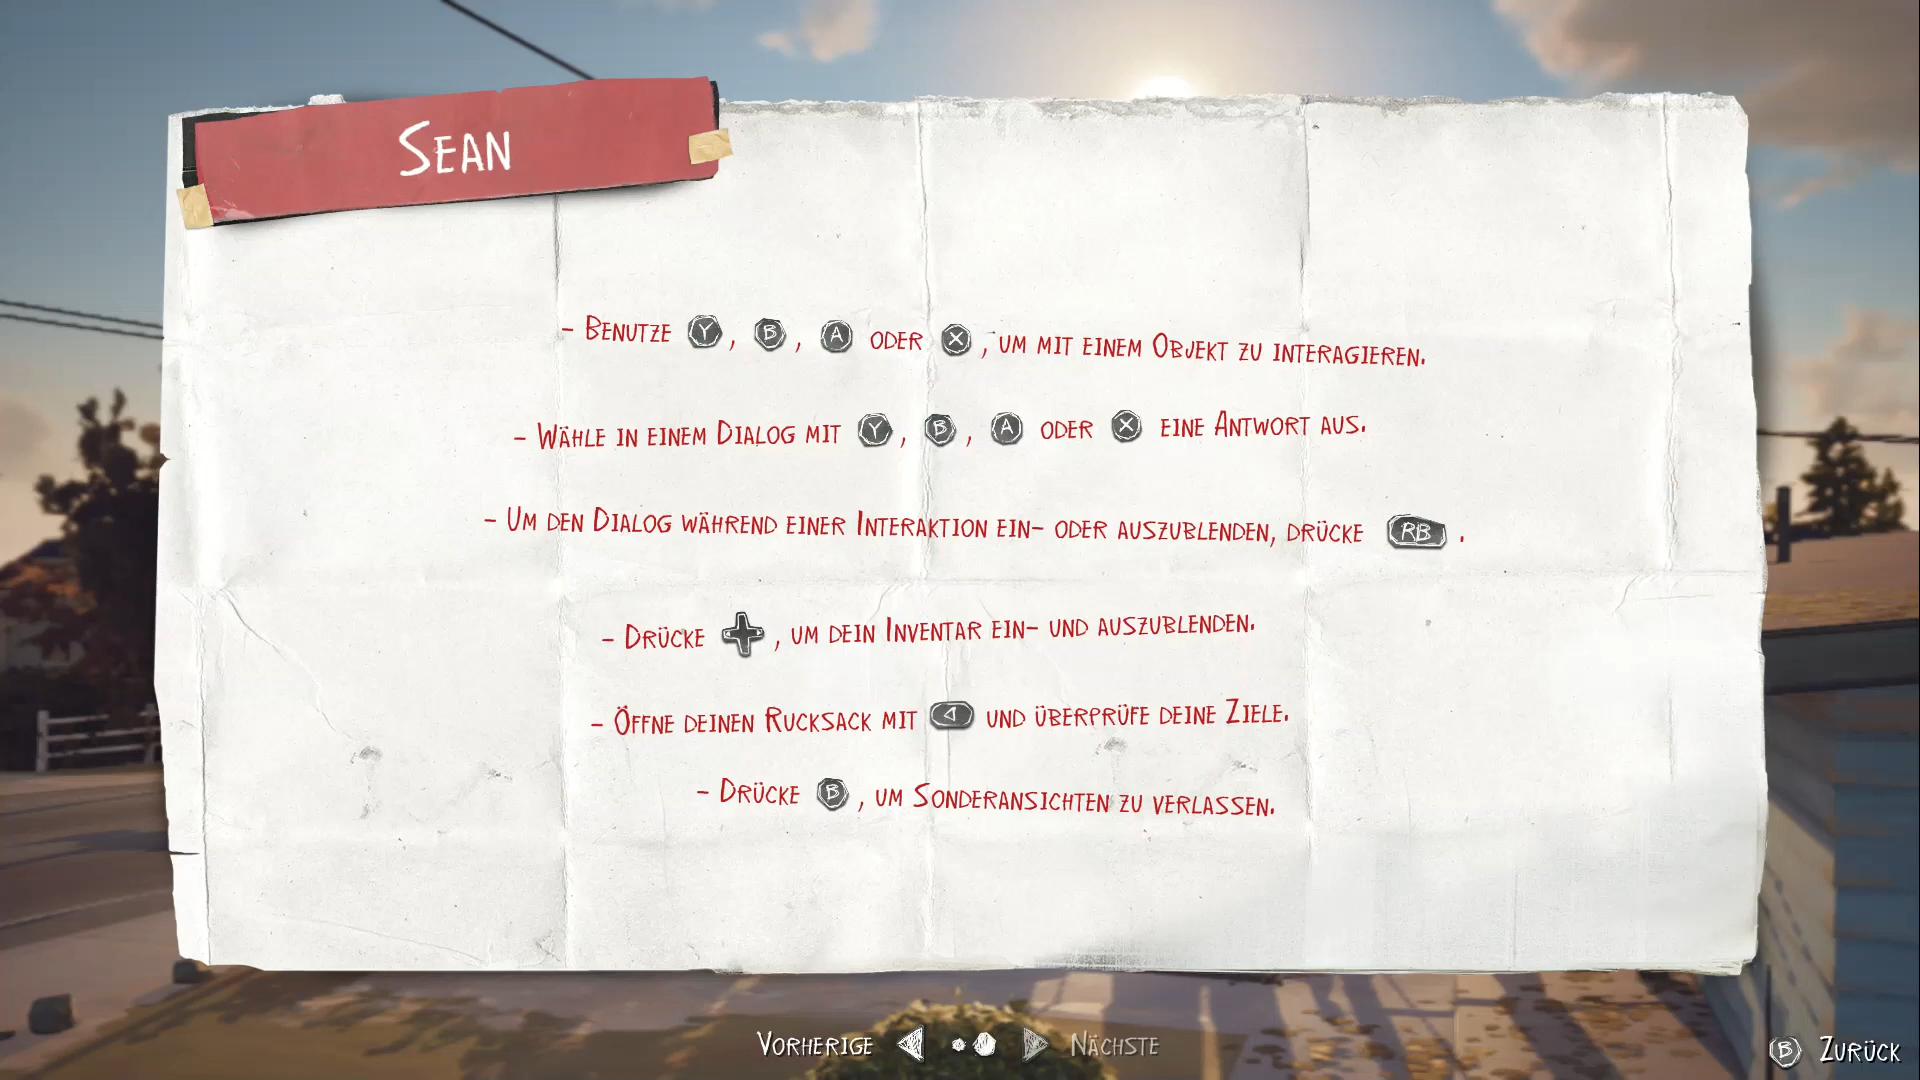 Sean
- Benutze Y, B, A oder X, um mit einem Objekt zu interagieren.
- Wähle in einem Dialog mit Y, B, A oder X eine Antwort aus.
- Um den Dialog während einer Interaktion ein- oder auszublenden, drücke RB.
- Drücke , um dein Inventar ein- und auszublenden.
- Öffne deinen Rucksack mit und überprüfe deine Ziele.
- Drücke B, um Sonderansichten zu verlassen.
Vorherige Nächste
B Zurück